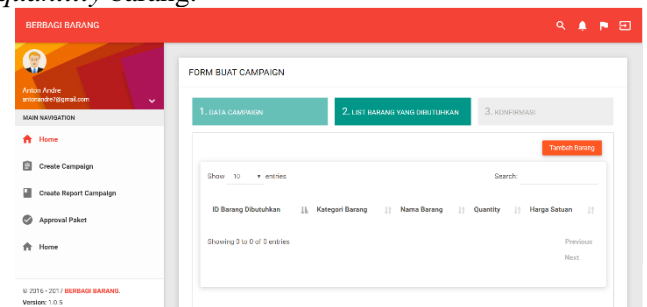 quantity barang.
BERBAGI BARANG
Anton Andre
antonandre7@gmail.com
MAIN NAVIGATION
Home
Create Campaign
Create Report Campaign
Approval Paket
Home
© 2016 - 2017 BERBAGI BARANG.
Version: 1.0.5
FORM BUAT CAMPAIGN
1. DATA CAMPAIGN
2. LIST BARANG YANG DIBUTUHKAN
3. KONFIRMASI
Tambah Barang
Show 10 entries
Search:
ID Barang Dibutuhkan Kategori Barang Nama Barang Quantity Harga Satuan
Showing 0 to 0 of 0 entries
Previous
Next